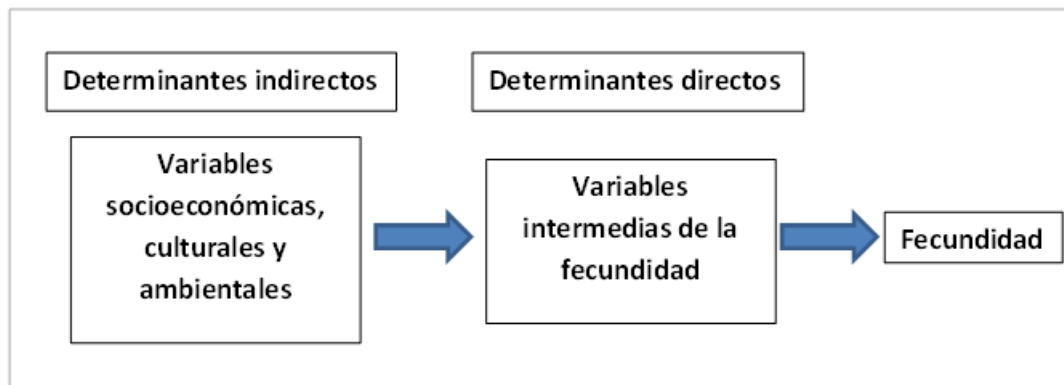 Determinantes indirectos
Determinantes directos
Variables
socioeconómicas,
culturales y
ambientales
Variables
intermedias de la
fecundidad
Fecundidad